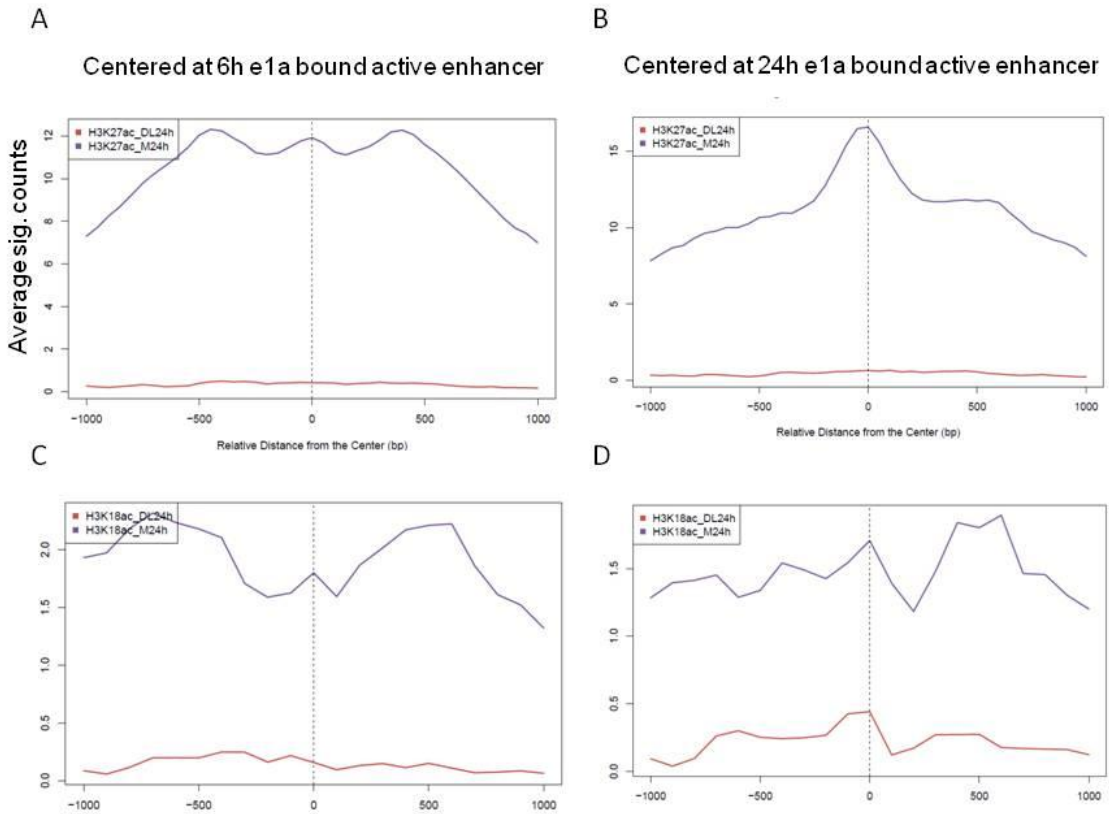 A
Centered at 6h e1a bound active enhancer
H3K27ac_DL24h
H3K27ac_M24h
Average sig. counts
12
10
8
6
4
2
0
−1000
−500
0
500
1000
Relative Distance from the Center (bp)
B
Centered at 24h e1a bound active enhancer
H3K27ac_DL24h
H3K27ac_M24h
15
10
5
0
−1000
−500
0
500
1000
Relative Distance from the Center (bp)
C
H3K18ac_DL24h
H3K18ac_M24h
2.0
1.5
1.0
0.5
0.0
−1000
−500
0
500
1000
D
H3K18ac_DL24h
H3K18ac_M24h
1.5
1.0
0.5
0.0
−1000
−500
0
500
1000